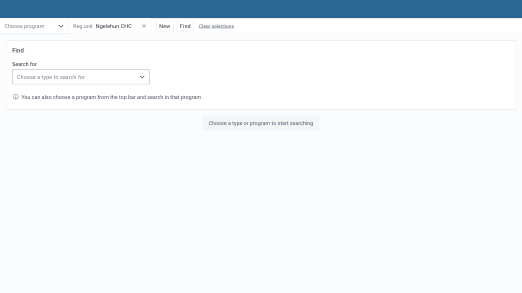 Choose program Reg unit Ngelehun CHC New Find Clear selections
Find
Search for
Choose a type to search for
You can also choose a program from the top bar and search in that program
Choose a type or program to start searching